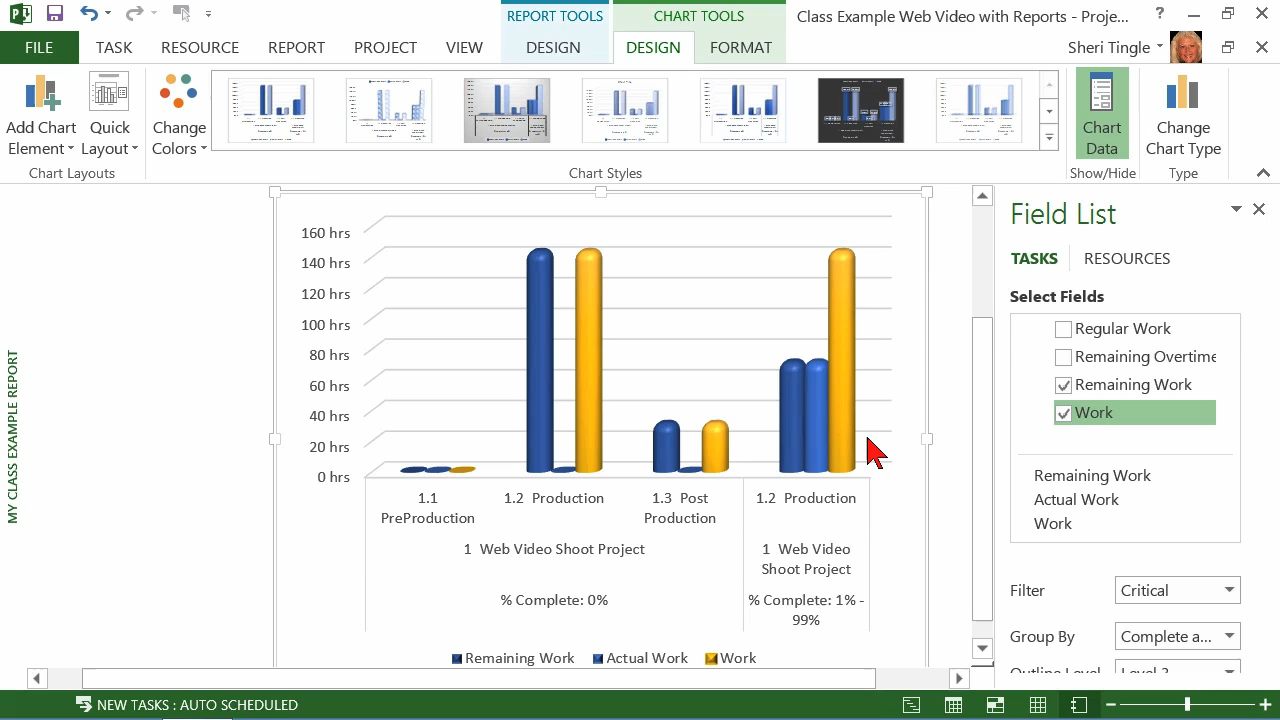 REPORT TOOLS
CHART TOOLS
Class Example Web Video with Reports - Proje...
?
FILE
TASK
RESOURCE
REPORT
PROJECT
VIEW
DESIGN
DESIGN
FORMAT
Sheri Tingle
Add Chart
Element
Quick
Layout
Change
Colors
Chart
Data
Change
Chart Type
Chart Layouts
Chart Styles
Show/Hide
Type
MY CLASS EXAMPLE REPORT
160 hrs
140 hrs
120 hrs
100 hrs
80 hrs
60 hrs
40 hrs
20 hrs
0 hrs
1.1
PreProduction
1.2 Production
1.3 Post
Production
1.2 Production
1 Web Video Shoot Project
1 Web Video
Shoot Project
% Complete: 0%
% Complete: 1% -
99%
Remaining Work
Actual Work
Work
Field List
TASKS
RESOURCES
Select Fields
Regular Work
Remaining Overtime
Remaining Work
Work
Remaining Work
Actual Work
Work
Filter
Critical
Group By
Complete a...
Outline Level
Level 2
NEW TASKS : AUTO SCHEDULED